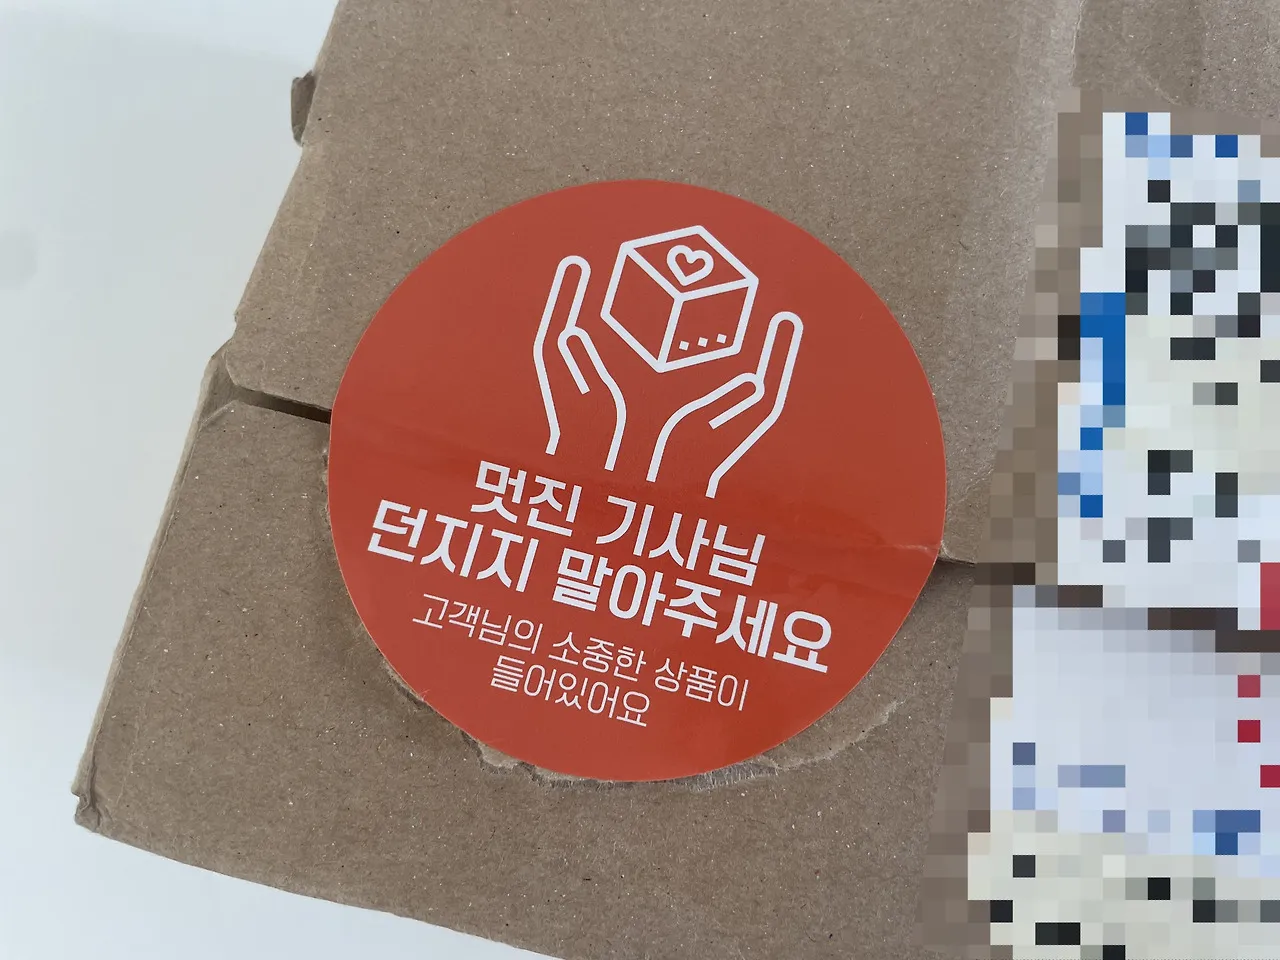 멋진 기사님
던지지 말아주세요
고객님의 소중한 상품이
들어있어요